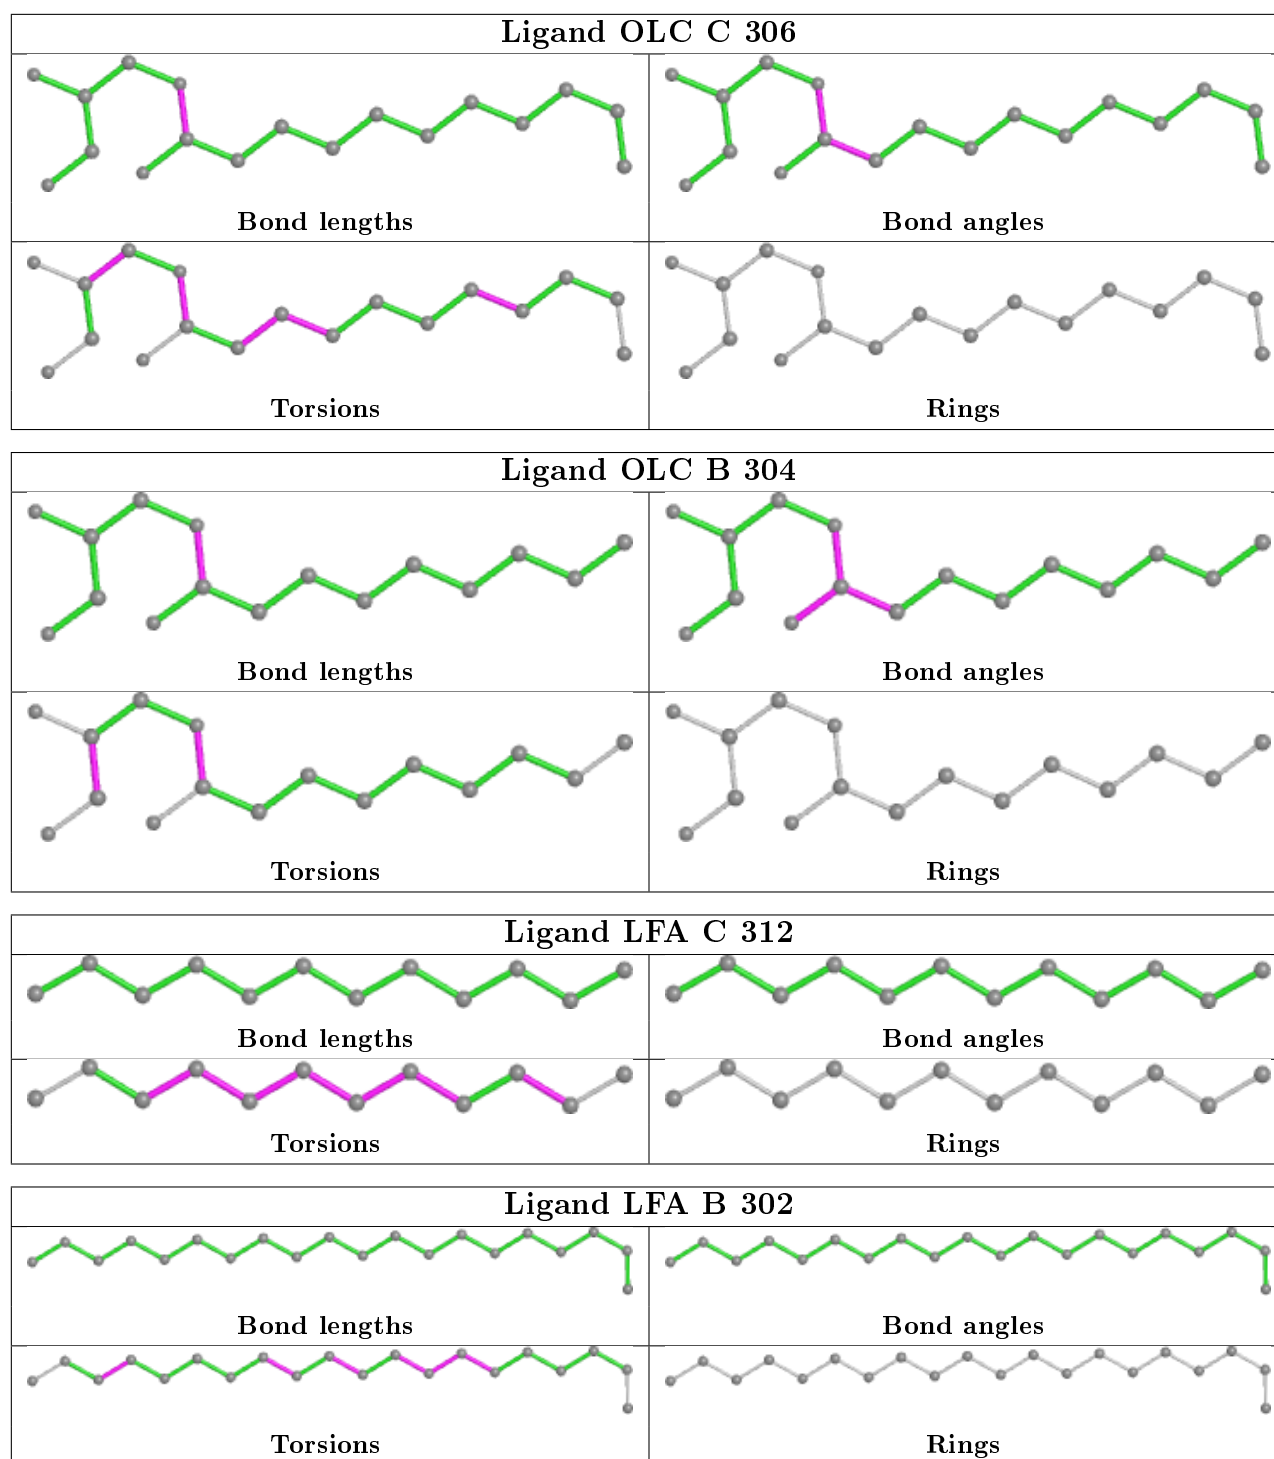 Ligand OLC C 306
Bond lengths
Bond angles
Torsions
Rings
Ligand OLC B 304
Bond lengths
Bond angles
Torsions
Rings
Ligand LFA C 312
Bond lengths
Bond angles
Torsions
Rings
Ligand LFA B 302
Bond lengths
Bond angles
Torsions
Rings